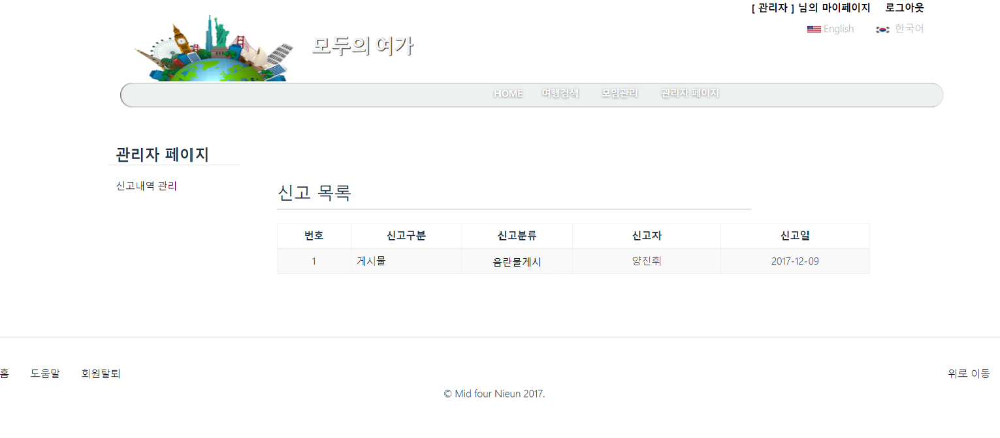 [ 관리자 ] 님의 마이페이지 로그아웃
English 한국어
모두의 여가
HOME 여행검색 모임관리 관리자 페이지
관리자 페이지
신고내역 관리
신고 목록
번호 신고구분 신고분류 신고자 신고일
1 게시물 음란물게시 양진휘 2017-12-09
홈 도움말 회원탈퇴 위로 이동
© Mid four Nieun 2017.